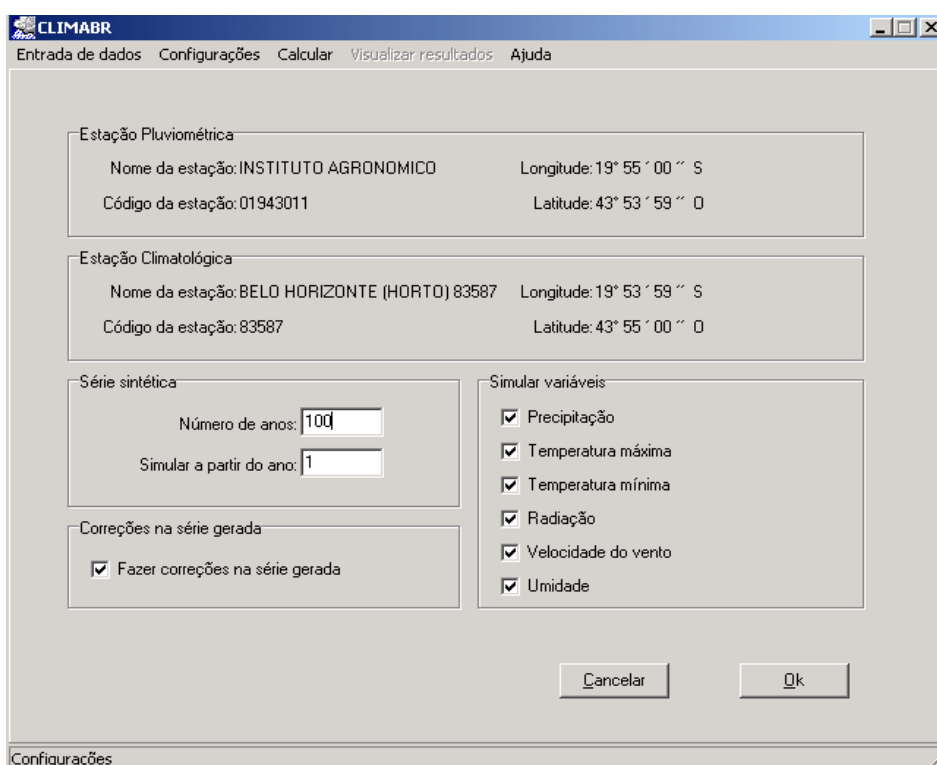 CLIMABR
Entrada de dados Configurações Calcular Visualizar resultados Ajuda
Estação Pluviométrica
Nome da estação: INSTITUTO AGRONOMICO Longitude: 19° 55 ´ 00 ´´ S
Código da estação: 01943011 Latitude: 43° 53 ´ 59 ´´ O
Estação Climatológica
Nome da estação: BELO HORIZONTE (HORTO) 83587 Longitude: 19° 53 ´ 59 ´´ S
Código da estação: 83587 Latitude: 43° 55 ´ 00 ´´ O
Série sintética
Número de anos: 100
Simular a partir do ano: 1
Correções na série gerada
Fazer correções na série gerada
Simular variáveis
Precipitação
Temperatura máxima
Temperatura mínima
Radiação
Velocidade do vento
Umidade
Cancelar Ok
Configurações